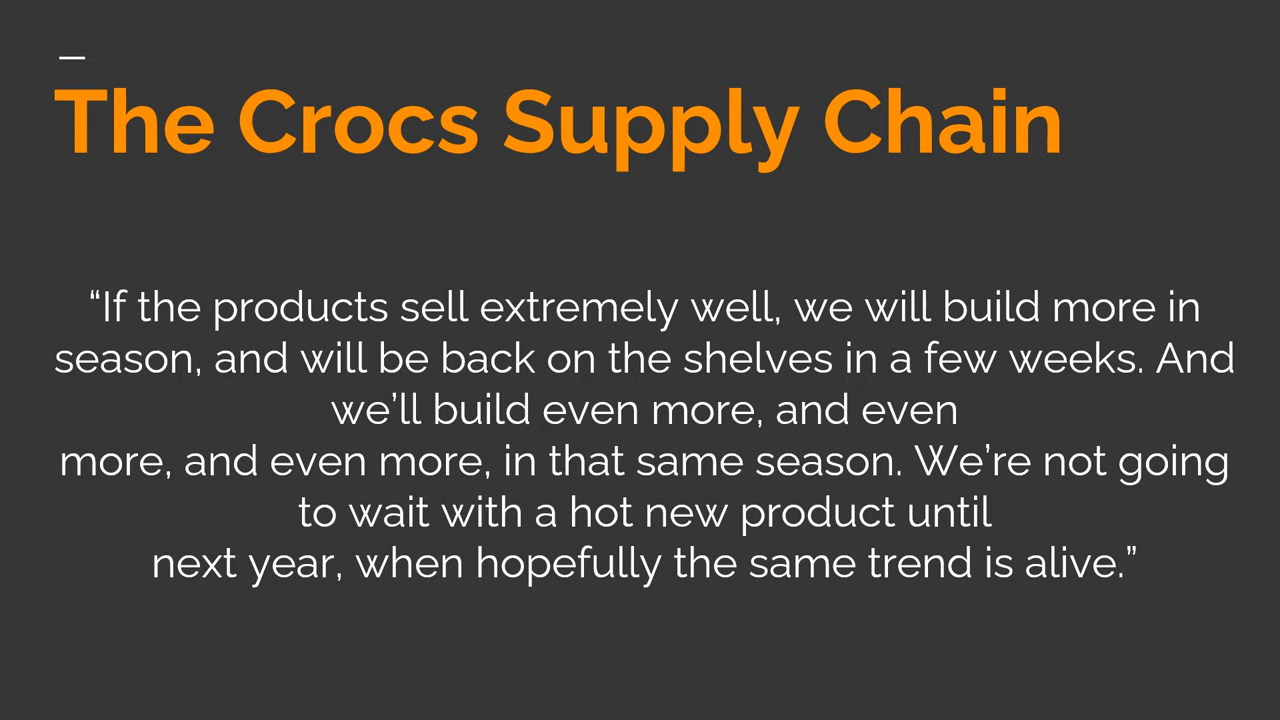 The Crocs Supply Chain
“If the products sell extremely well, we will build more in
season, and will be back on the shelves in a few weeks. And
we’ll build even more, and even
more, and even more, in that same season. We’re not going
to wait with a hot new product until
next year, when hopefully the same trend is alive.”